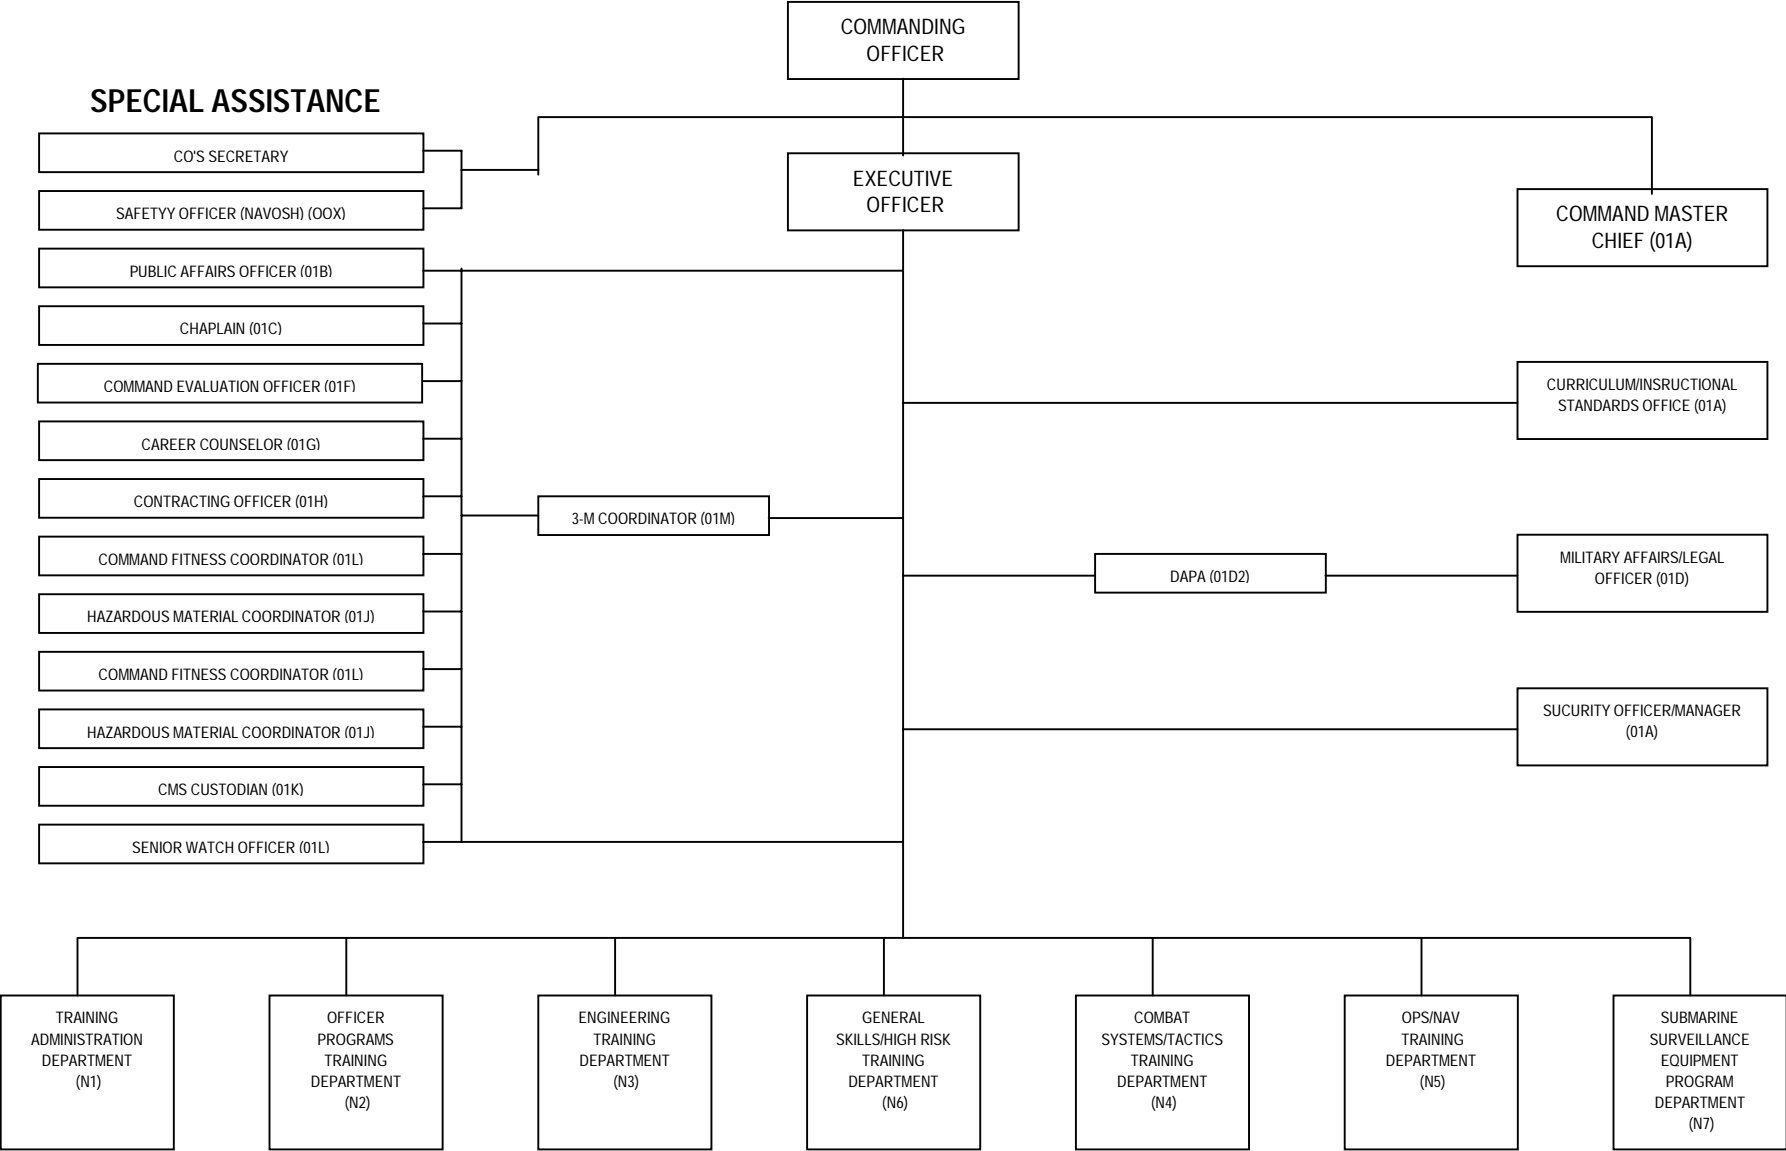 COMMANDING
OFFICER
SPECIAL ASSISTANCE
CO'S SECRETARY
SAFETYY OFFICER (NAVOSH) (OOX)
PUBLIC AFFAIRS OFFICER (01B)
CHAPLAIN (01C)
COMMAND EVALUATION OFFICER (01F)
CAREER COUNSELOR (01G)
CONTRACTING OFFICER (01H)
COMMAND FITNESS COORDINATOR (01L)
HAZARDOUS MATERIAL COORDINATOR (01J)
COMMAND FITNESS COORDINATOR (01L)
HAZARDOUS MATERIAL COORDINATOR (01J)
CMS CUSTODIAN (01K)
SENIOR WATCH OFFICER (01L)
EXECUTIVE
OFFICER
3-M COORDINATOR (01M)
DAPA (01D2)
COMMAND MASTER
CHIEF (01A)
CURRICULUM/INSRUCTIONAL
STANDARDS OFFICE (01A)
MILITARY AFFAIRS/LEGAL
OFFICER (01D)
SUCURITY OFFICER/MANAGER
(01A)
TRAINING
ADMINISTRATION
DEPARTMENT
(N1)
OFFICER
PROGRAMS
TRAINING
DEPARTMENT
(N2)
ENGINEERING
TRAINING
DEPARTMENT
(N3)
GENERAL
SKILLS/HIGH RISK
TRAINING
DEPARTMENT
(N6)
COMBAT
SYSTEMS/TACTICS
TRAINING
DEPARTMENT
(N4)
OPS/NAV
TRAINING
DEPARTMENT
(N5)
SUBMARINE
SURVEILLANCE
EQUIPMENT
PROGRAM
DEPARTMENT
(N7)